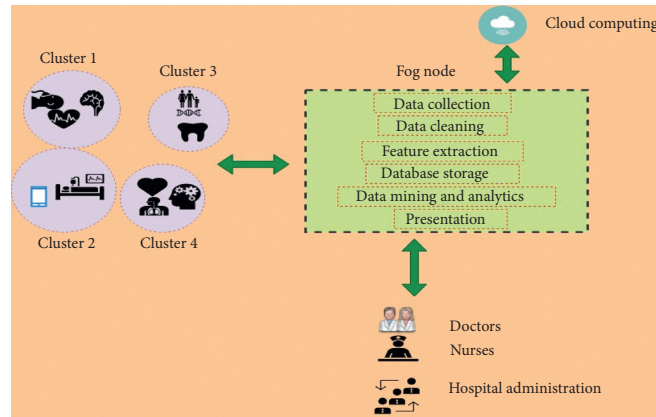 Cloud computing
Cluster 1
Cluster 3
Fog node
Data collection
Data cleaning
Feature extraction
Database storage
Data mining and analytics
Presentation
Cluster 2
Cluster 4
Doctors
Nurses
Hospital administration